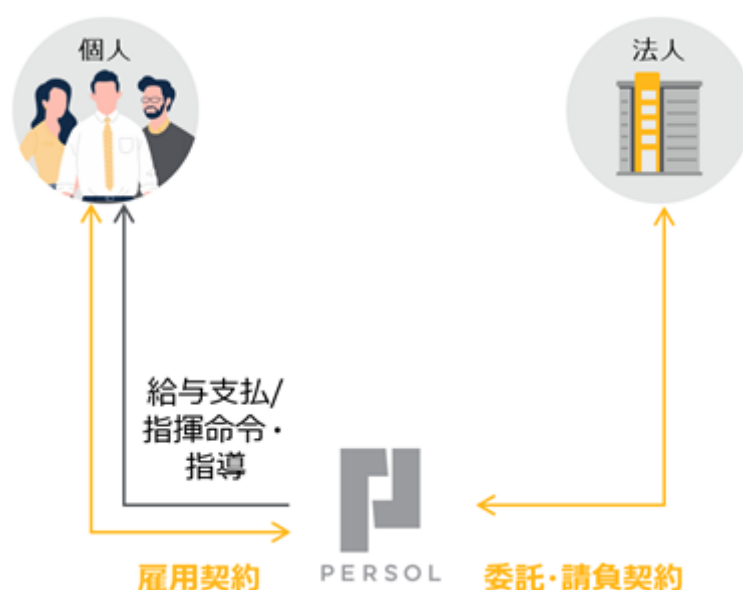 個人
法人
給与支払/
指揮命令・
指導
PERSOL
雇用契約
委託・請負契約